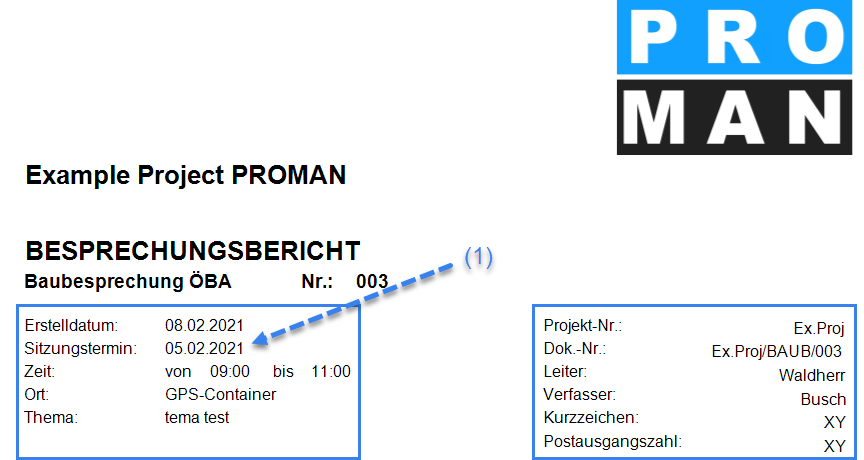 PRO
MAN
Example Project PROMAN
BESPRECHUNGSBERICHT
(1)
Baubesprechung ÖBA Nr.: 003
Erstelldatum: 08.02.2021
Sitzungstermin: 05.02.2021
Zeit: von 09:00 bis 11:00
Ort: GPS-Container
Thema: tema test
Projekt-Nr.: Ex.Proj
Dok.-Nr.: Ex.Proj/BAUB/003
Leiter: Waldherr
Verfasser: Busch
Kurzzeichen: XY
Postausgangszahl: XY